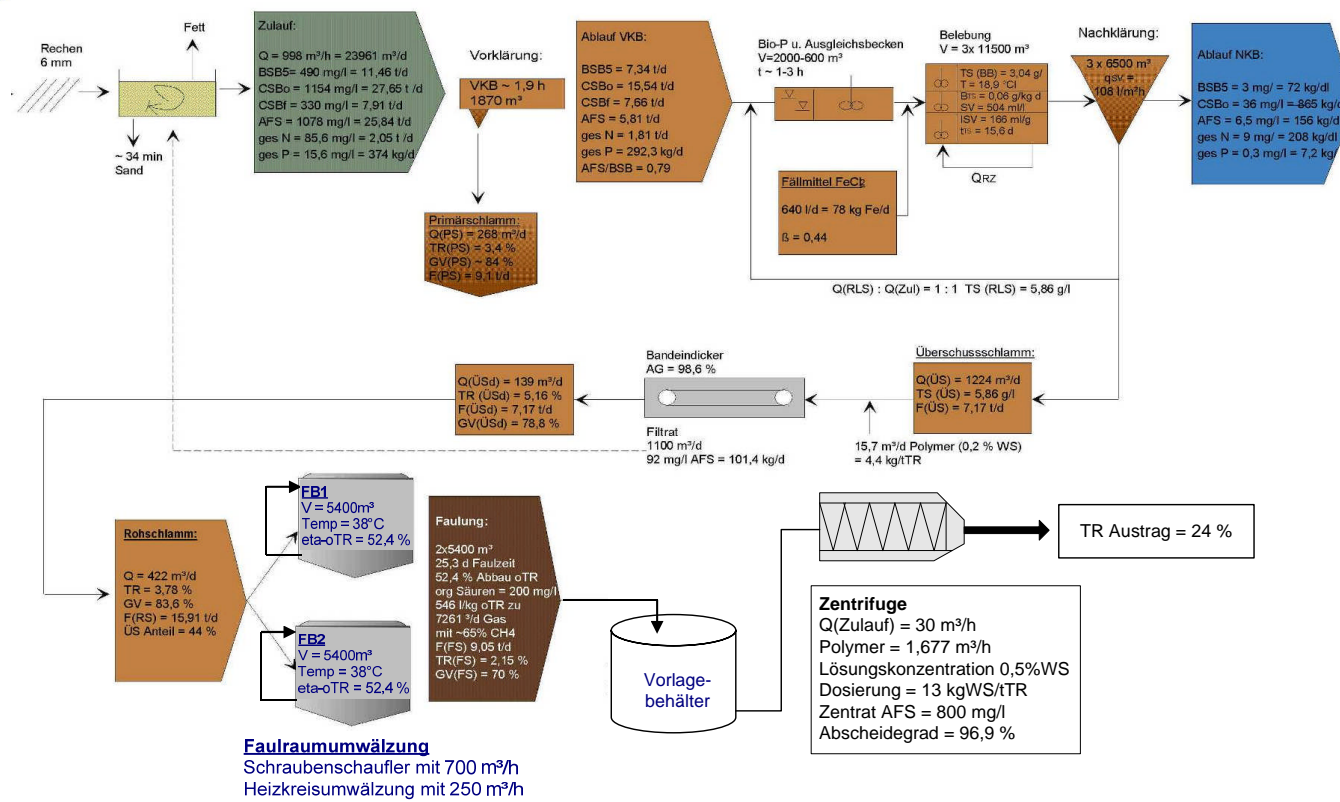 Rechen
6 mm
Fett
~ 34 min
Sand
Zulauf:
Q = 998 m³/h = 23961 m³/d
BSB5= 490 mg/l = 11,46 t/d
CSBo = 1154 mg/l = 27,65 t/d
CSBf = 330 mg/l = 7,91 t/d
AFS = 1078 mg/l = 25,84 t/d
ges N = 85,6 mg/l = 2,05 t/d
ges P = 15,6 mg/l = 374 kg/d
Vorklärung:
VKB ~ 1,9 h
1870 m³
Primärschlamm:
Q(PS) = 268 m³/d
TR(PS) = 3,4 %
GV(PS) ~ 84 %
F(PS) = 9,1 t/d
Ablauf VKB:
BSB5 = 7,34 t/d
CSBo = 15,54 t/d
CSBf = 7,66 t/d
AFS = 5,81 t/d
ges N = 1,81 t/d
ges P = 292,3 kg/d
AFS/BSB = 0,79
Bio-P u. Ausgleichsbecken
V=2000-600 m³
t ~ 1-3 h
Fällmittel FeCl2
640 l/d = 78 kg Fe/d
ß = 0,44
Belebung
V = 3x 11500 m³
TS (BB) = 3,04 g/
T = 18,9 °Cl
BTS = 0,06 g/kg d
SV = 504 ml/l
ISV = 166 ml/g
tTS = 15,6 d
QRZ
Nachklärung:
3 x 6500 m³
qsv =
108 l/m²h
Ablauf NKB:
BSB5 = 3 mg/ = 72 kg/dl
CSBo = 36 mg/l = 865 kg/d
AFS = 6,5 mg/l = 156 kg/d
ges N = 9 mg/ = 208 kg/dl
ges P = 0,3 mg/l = 7,2 kg/
Q(RLS) : Q(Zul) = 1 : 1 TS (RLS) = 5,86 g/l
Überschussschlamm:
Q(ÜS) = 1224 m³/d
TS (ÜS) = 5,86 g/l
F(ÜS) = 7,17 t/d
15,7 m³/d Polymer (0,2 % WS)
= 4,4 kg/tTR
Bandeindicker
AG = 98,6 %
Filtrat
1100 m³/d
92 mg/l AFS = 101,4 kg/d
Q(ÜSd) = 139 m³/d
TR (ÜSd) = 5,16 %
F(ÜSd) = 7,17 t/d
GV(ÜSd) = 78,8 %
Rohschlamm:
Q = 422 m³/d
TR = 3,78 %
GV = 83,6 %
F(RS) = 15,91 t/d
ÜS Anteil = 44 %
FB1
V = 5400m³
Temp = 38°C
eta-oTR = 52,4 %
FB2
V = 5400m³
Temp = 38°C
eta-oTR = 52,4 %
Faulraumumwälzung
Schraubenschaufler mit 700 m³/h
Heizkreisumwälzung mit 250 m³/h
Faulung:
2x5400 m³
25,3 d Faulzeit
52,4 % Abbau oTR
org Säuren = 200 mg/l
546 l/kg oTR zu
7261 ³/d Gas
mit ~65% CH4
F(FS) 9,05 t/d
TR(FS) = 2,15 %
GV(FS) = 70 %
Vorlage-
behälter
TR Austrag = 24 %
Zentrifuge
Q(Zulauf) = 30 m³/h
Polymer = 1,677 m³/h
Lösungskonzentration 0,5%WS
Dosierung = 13 kgWS/tTR
Zentrat AFS = 800 mg/l
Abscheidegrad = 96,9 %